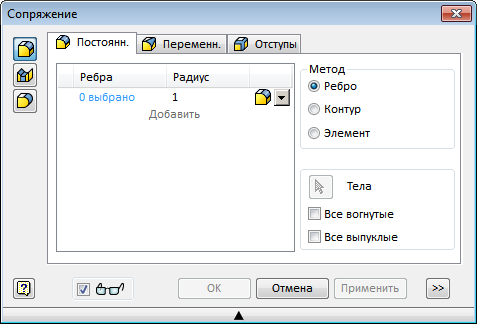 Сопряжение
Постоянн. Переменн. Отступы
Ребра Радиус
0 выбрано 1
Добавить
Метод
Ребро
Контур
Элемент
Тела
Все вогнутые
Все выпуклые
? OK Отмена Применить >>